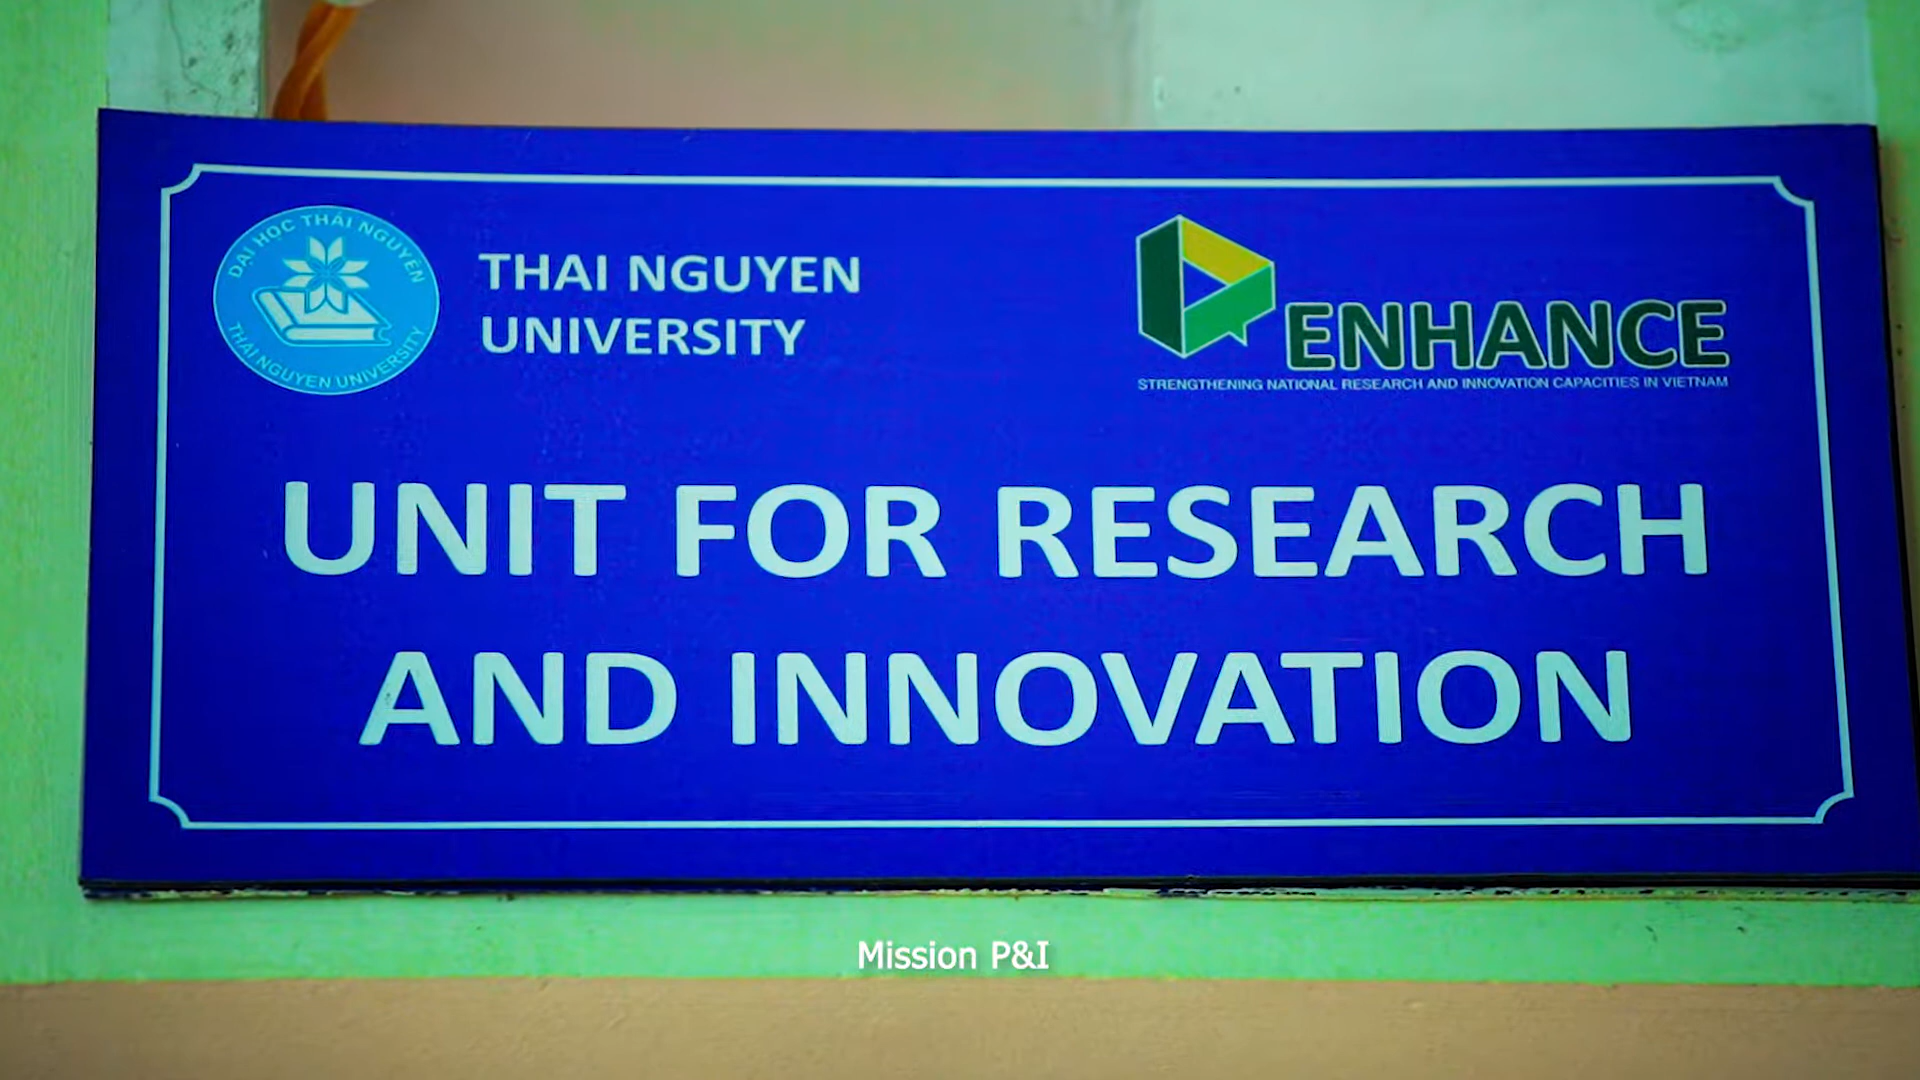 ĐẠI HỌC THÁI NGUYÊN
THAI NGUYEN UNIVERSITY
THAI NGUYEN
UNIVERSITY
ENHANCE
STRENGTHENING NATIONAL RESEARCH AND INNOVATION CAPACITIES IN VIETNAM
UNIT FOR RESEARCH
AND INNOVATION
Mission P&I